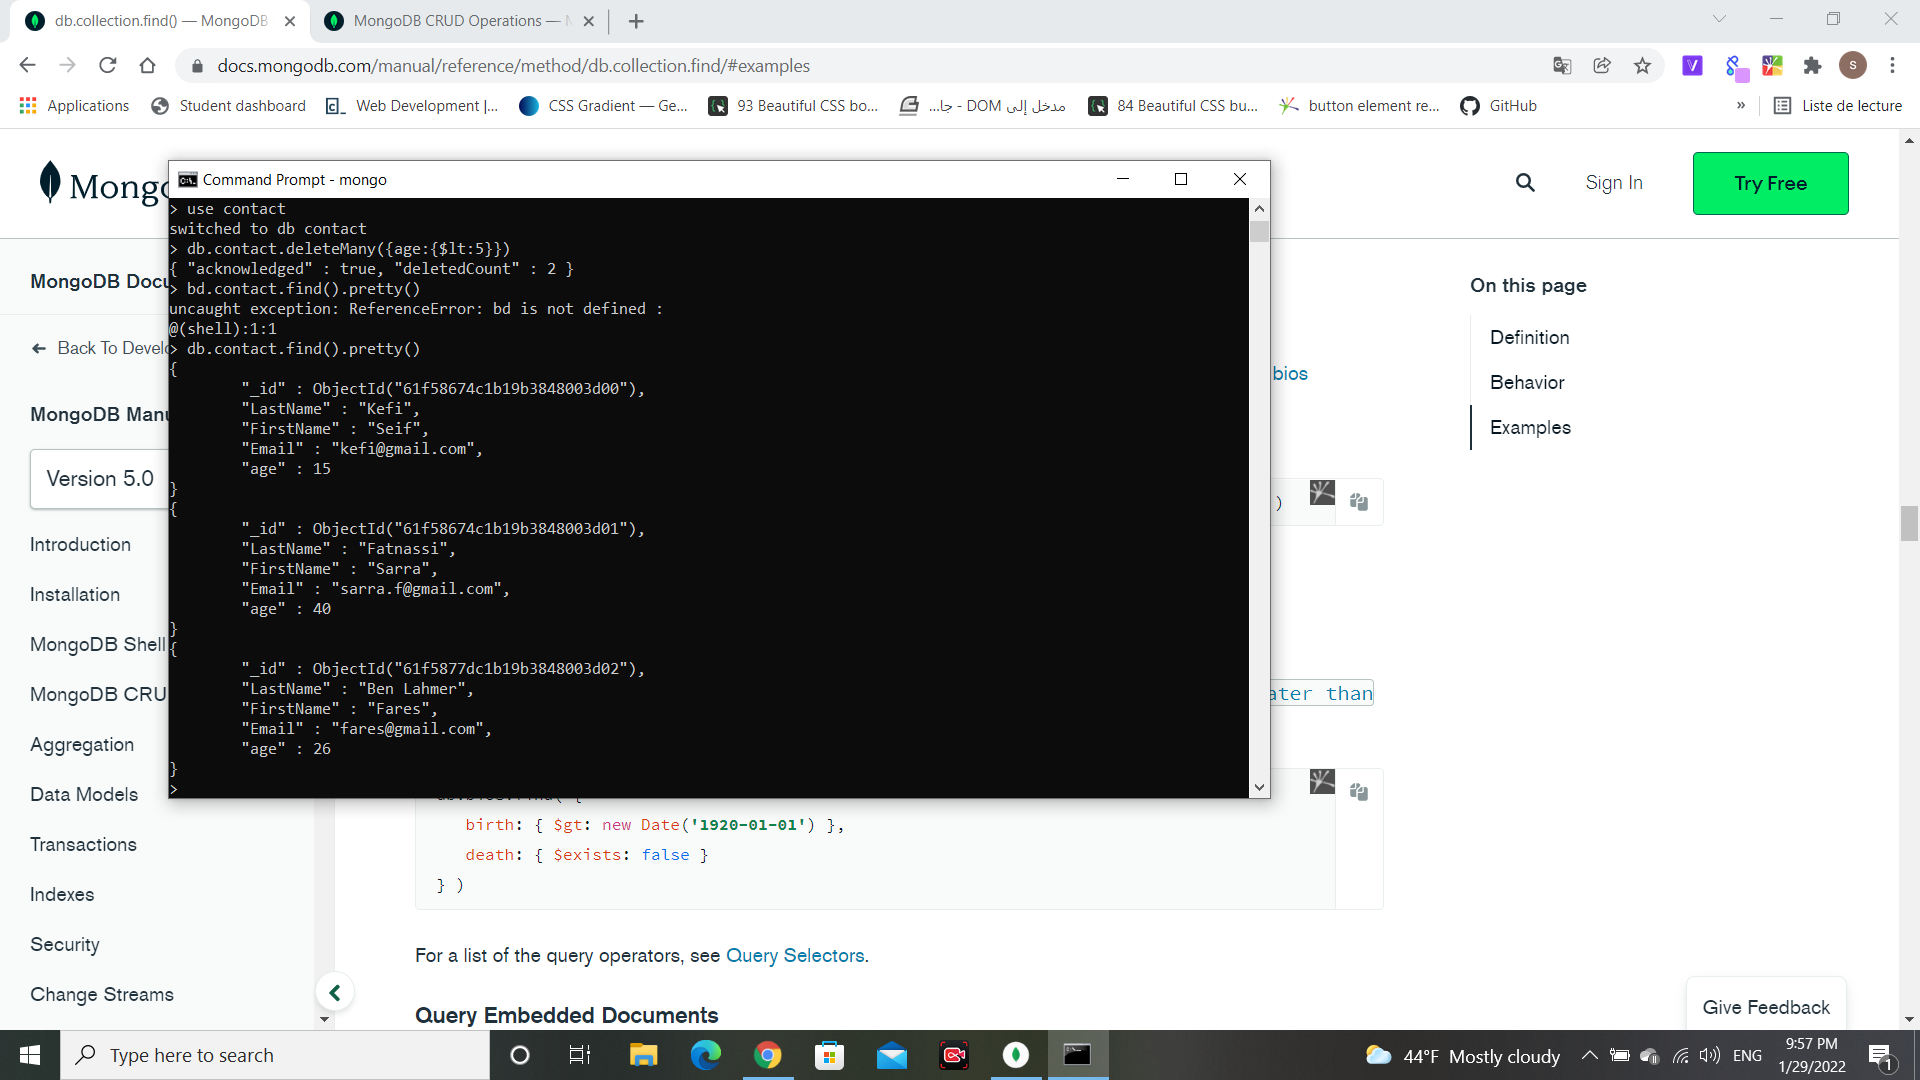 db.collection.find() — MongoDB
MongoDB CRUD Operations —
docs.mongodb.com/manual/reference/method/db.collection.find/#examples
S
Applications
Student dashboard
Web Development |...
CSS Gradient — Ge...
93 Beautiful CSS bo...
مدخل إلى DOM - جا...
84 Beautiful CSS bu...
button element re...
GitHub
»
Liste de lecture
Mongo
Sign In
Try Free
Command Prompt - mongo
> use contact
switched to db contact
> db.contact.deleteMany({age:{$lt:5}})
{ "acknowledged" : true, "deletedCount" : 2 }
> bd.contact.find().pretty()
uncaught exception: ReferenceError: bd is not defined :
@(shell):1:1
> db.contact.find().pretty()
{
"_id" : ObjectId("61f58674c1b19b3848003d00"),
"LastName" : "Kefi",
"FirstName" : "Seif",
"Email" : "kefi@gmail.com",
"age" : 15
}
{
"_id" : ObjectId("61f58674c1b19b3848003d01"),
"LastName" : "Fatnassi",
"FirstName" : "Sarra",
"Email" : "sarra.f@gmail.com",
"age" : 40
}
{
"_id" : ObjectId("61f5877dc1b19b3848003d02"),
"LastName" : "Ben Lahmer",
"FirstName" : "Fares",
"Email" : "fares@gmail.com",
"age" : 26
}
>
MongoDB Docu
Back To Develo
MongoDB Manu
Version 5.0
Introduction
Installation
MongoDB Shell
MongoDB CRU
Aggregation
Data Models
Transactions
Indexes
Security
Change Streams
bios
)
ater than
birth: { $gt: new Date('1920-01-01') },
death: { $exists: false }
} )
For a list of the query operators, see Query Selectors.
Query Embedded Documents
On this page
Definition
Behavior
Examples
Give Feedback
Type here to search
44°F Mostly cloudy
ENG
9:57 PM
1/29/2022
1